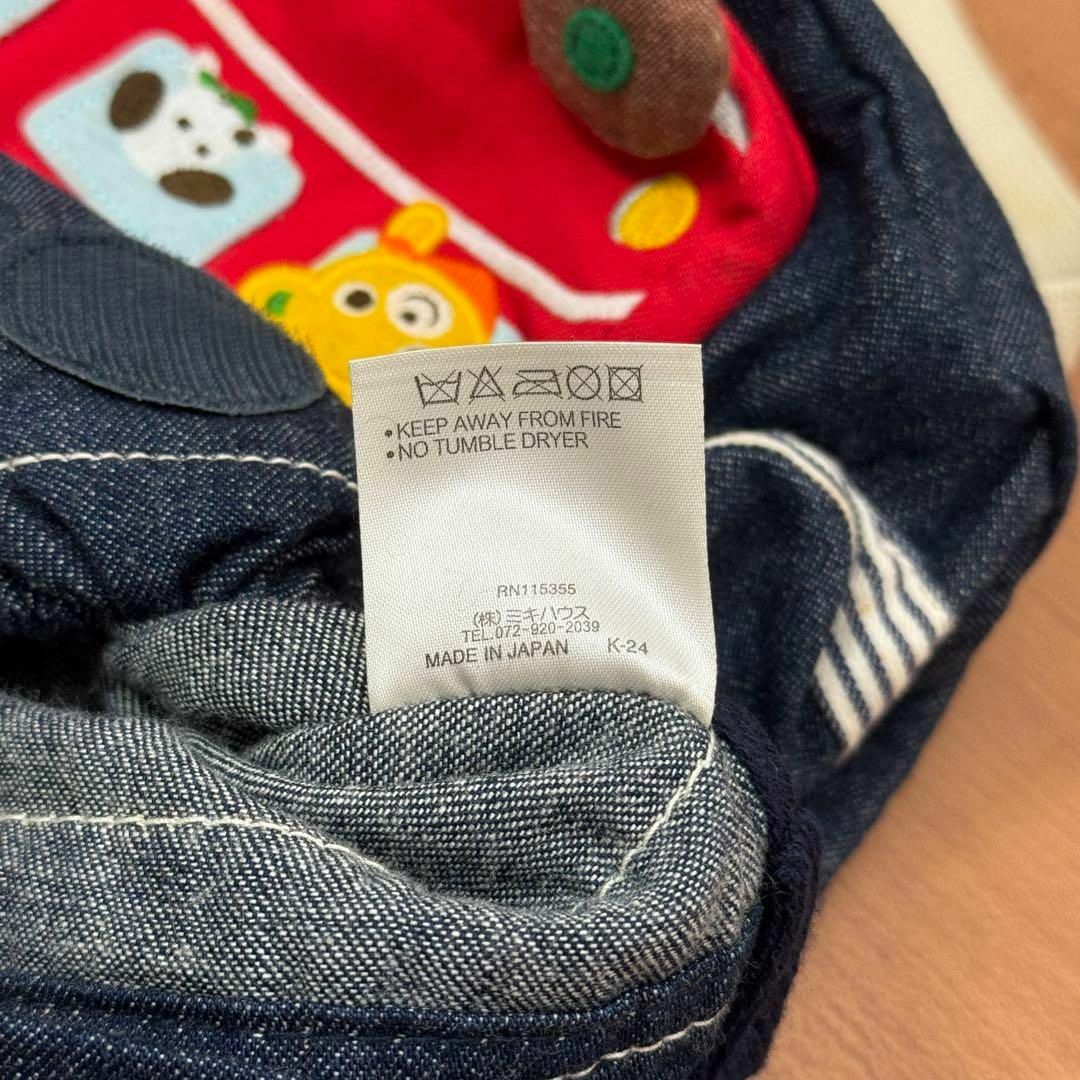 •KEEP AWAY FROM FIRE
•NO TUMBLE DRYER
RN115355
(株)ミキハウス
TEL.072-920-2039
MADE IN JAPAN K-24